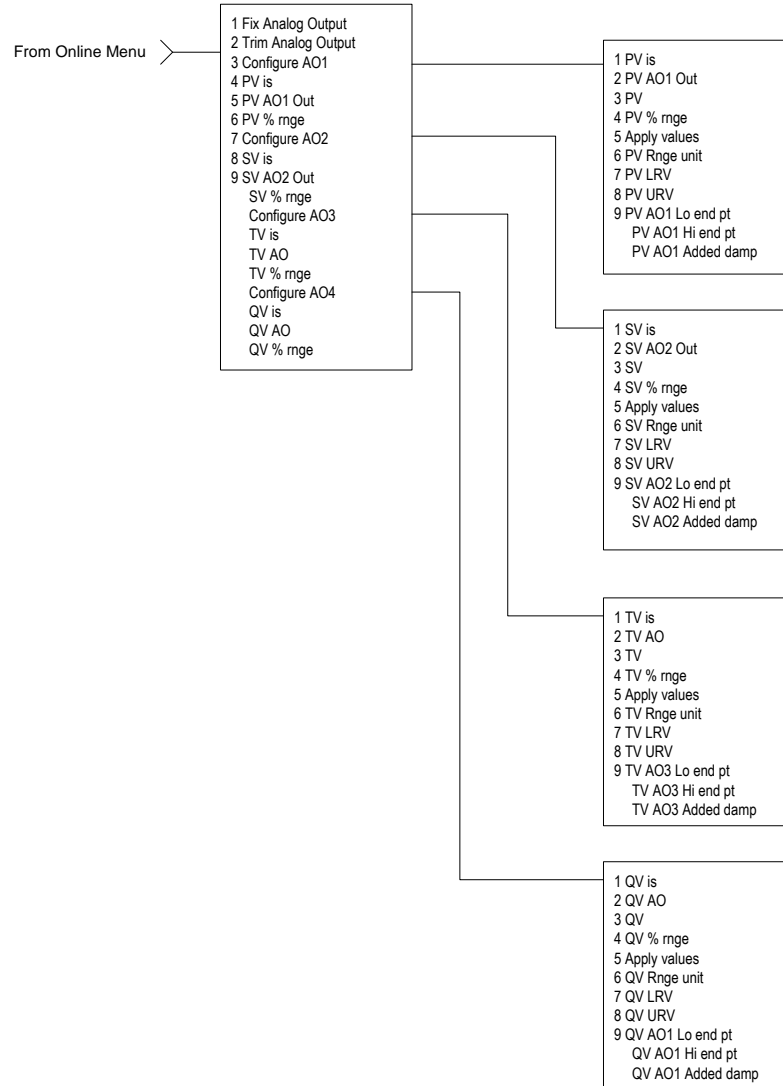 From Online Menu
1 Fix Analog Output
2 Trim Analog Output
3 Configure AO1
4 PV is
5 PV AO1 Out
6 PV % rnge
7 Configure AO2
8 SV is
9 SV AO2 Out
SV % rnge
Configure AO3
TV is
TV AO
TV % rnge
Configure AO4
QV is
QV AO
QV % rnge
1 PV is
2 PV AO1 Out
3 PV
4 PV % rnge
5 Apply values
6 PV Rnge unit
7 PV LRV
8 PV URV
9 PV AO1 Lo end pt
PV AO1 Hi end pt
PV AO1 Added damp
1 SV is
2 SV AO2 Out
3 SV
4 SV % rnge
5 Apply values
6 SV Rnge unit
7 SV LRV
8 SV URV
9 SV AO2 Lo end pt
SV AO2 Hi end pt
SV AO2 Added damp
1 TV is
2 TV AO
3 TV
4 TV % rnge
5 Apply values
6 TV Rnge unit
7 TV LRV
8 TV URV
9 TV AO3 Lo end pt
TV AO3 Hi end pt
TV AO3 Added damp
1 QV is
2 QV AO
3 QV
4 QV % rnge
5 Apply values
6 QV Rnge unit
7 QV LRV
8 QV URV
9 QV AO1 Lo end pt
QV AO1 Hi end pt
QV AO1 Added damp